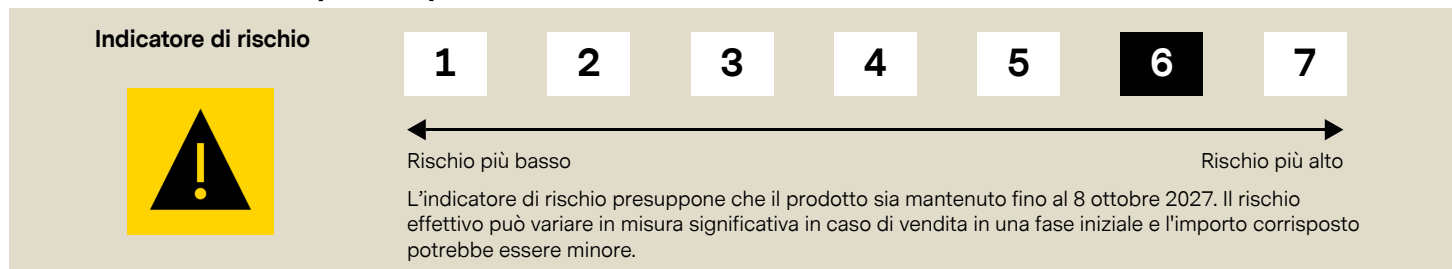 Indicatore di rischio
1 2 3 4 5 6 7
Rischio più basso Rischio più alto
L'indicatore di rischio presuppone che il prodotto sia mantenuto fino al 8 ottobre 2027. Il rischio
effettivo può variare in misura significativa in caso di vendita in una fase iniziale e l'importo corrisposto
potrebbe essere minore.